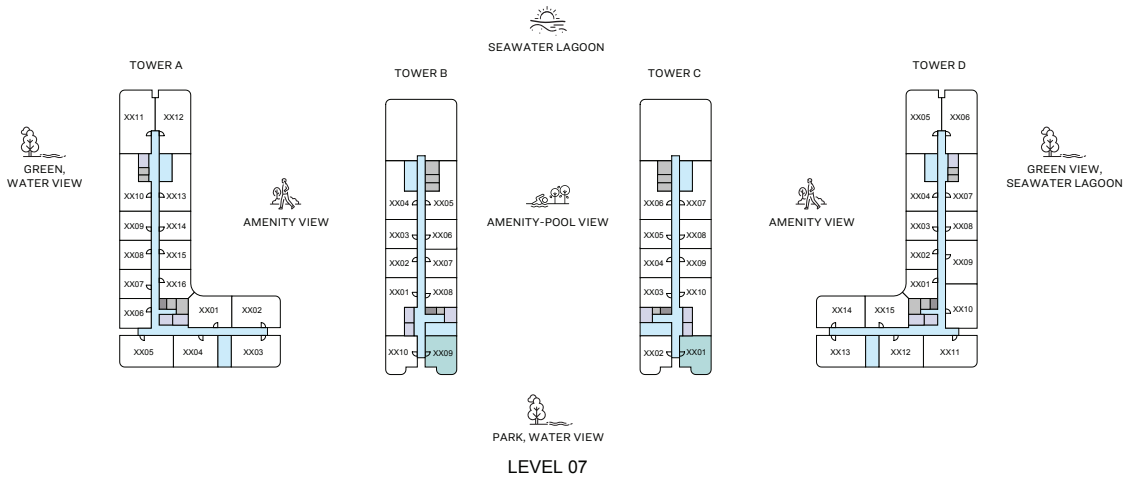 SEAWATER LAGOON
TOWER A
TOWER B
TOWER C
TOWER D
XX11 XX12
XX05 XX06
GREEN,
WATER VIEW
GREEN VIEW,
SEAWATER LAGOON
AMENITY VIEW
AMENITY-POOL VIEW
AMENITY VIEW
XX10 XX13
XX09 XX14
XX08 XX15
XX07 XX16
XX06 XX01 XX02
XX05 XX04 XX03
XX04 XX05
XX03 XX06
XX02 XX07
XX01 XX08
XX10 XX09
XX06 XX07
XX05 XX08
XX04 XX09
XX03 XX10
XX02 XX01
XX04 XX07
XX03 XX08
XX02 XX09
XX01
XX14 XX15 XX10
XX13 XX12 XX11
PARK, WATER VIEW
LEVEL 07